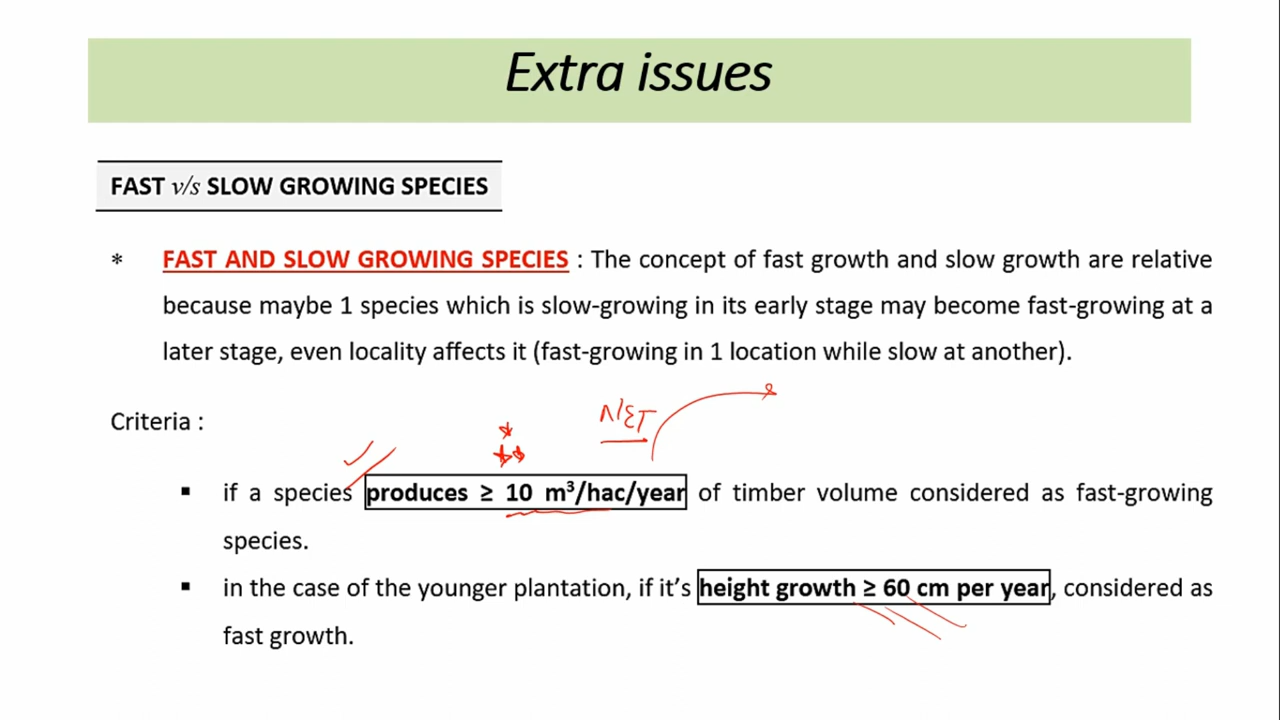 Extra issues
FAST v/s SLOW GROWING SPECIES
* FAST AND SLOW GROWING SPECIES : The concept of fast growth and slow growth are relative
because maybe 1 species which is slow-growing in its early stage may become fast-growing at a
later stage, even locality affects it (fast-growing in 1 location while slow at another).
Criteria :
NET
▪ if a species produces ≥ 10 m³/hac/year of timber volume considered as fast-growing
species.
▪ in the case of the younger plantation, if it's height growth ≥ 60 cm per year, considered as
fast growth.